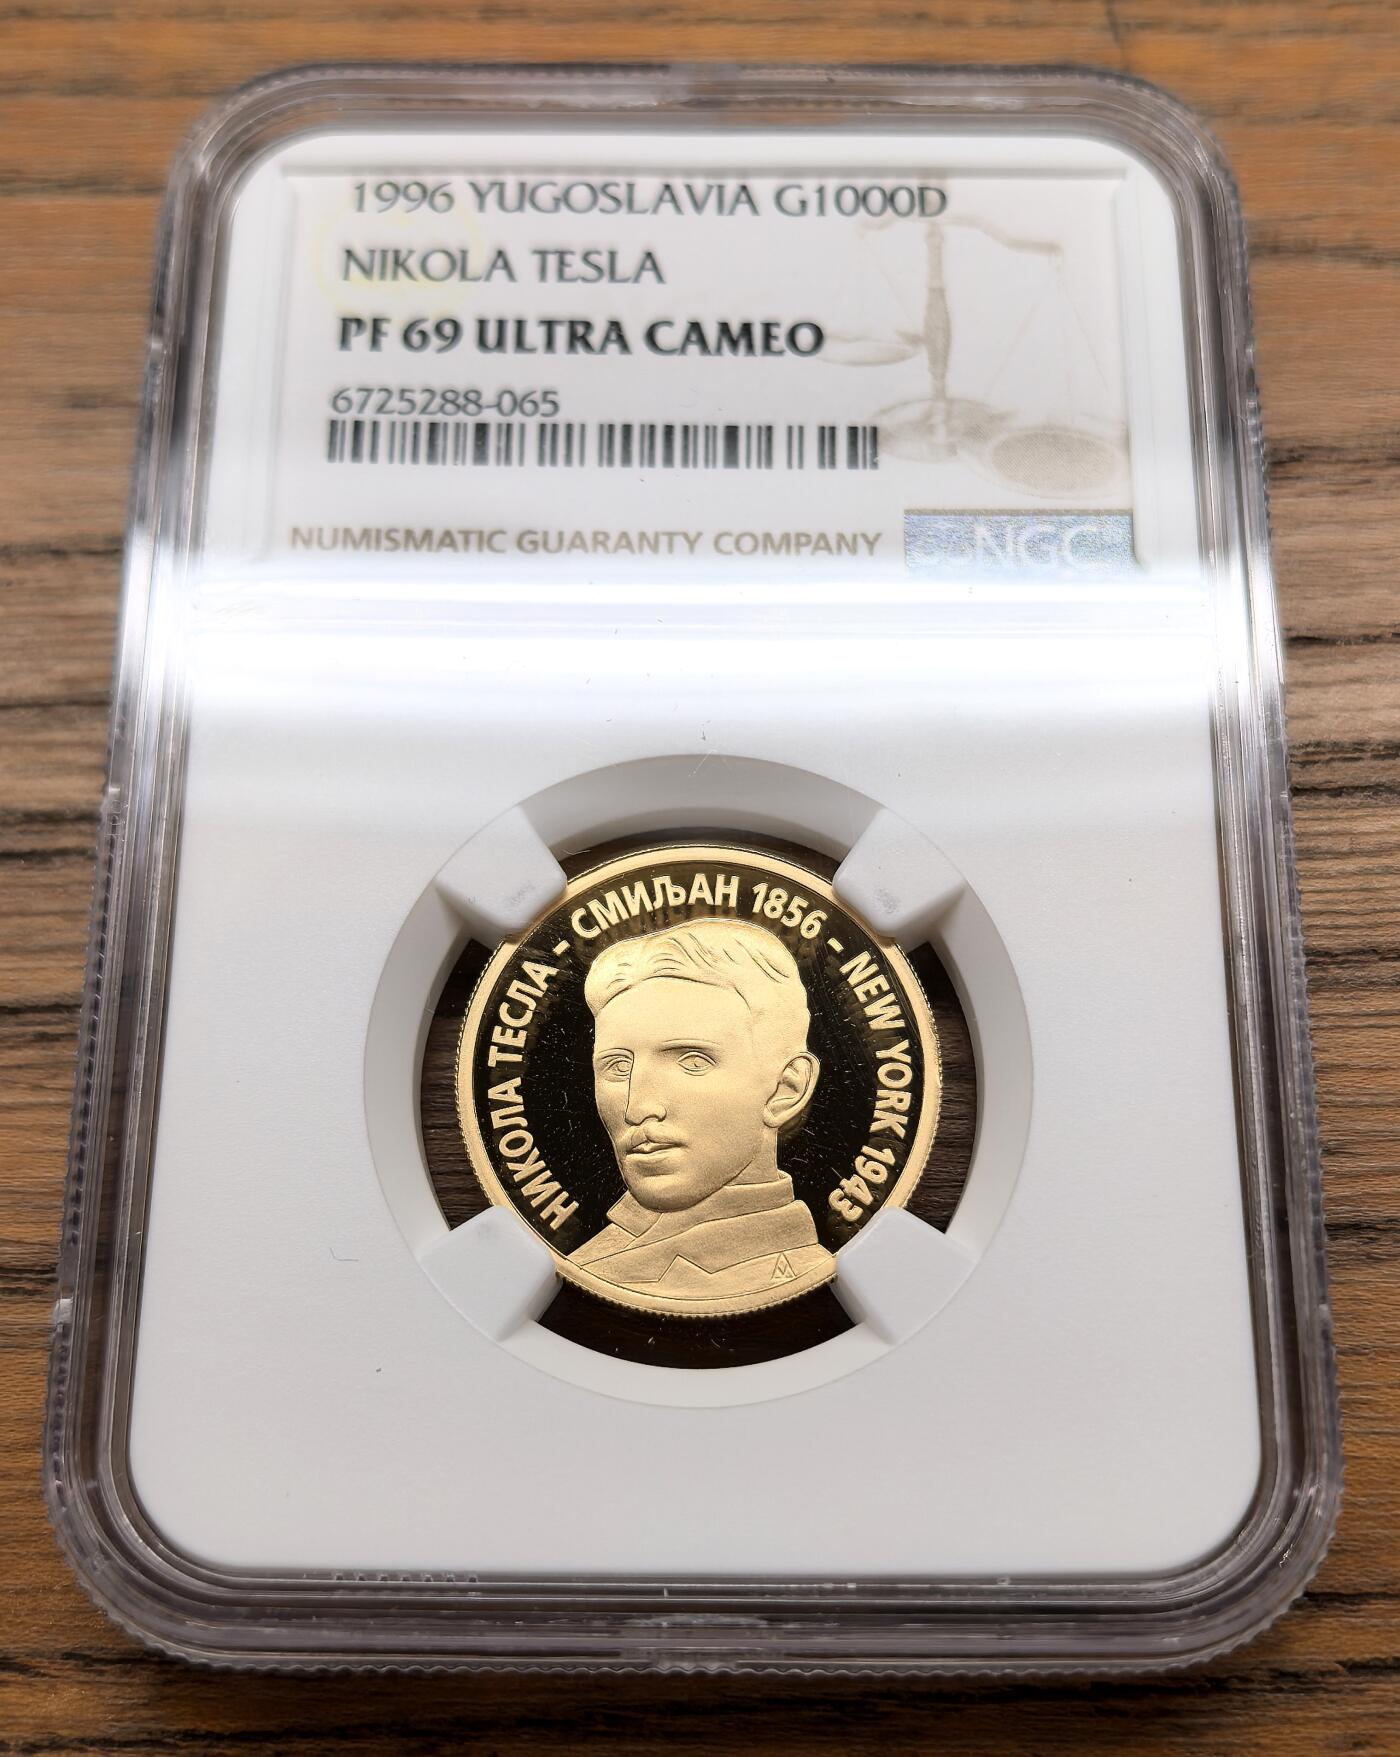 1996 YUGOSLAVIA G1000D
NIKOLA TESLA
PF 69 ULTRA CAMEO
6725288-065
NUMISMATIC GUARANTY COMPANY
NGC
НИКОЛА ТЕСЛА - СМИЉАН 1856 - NEW YORK 1943